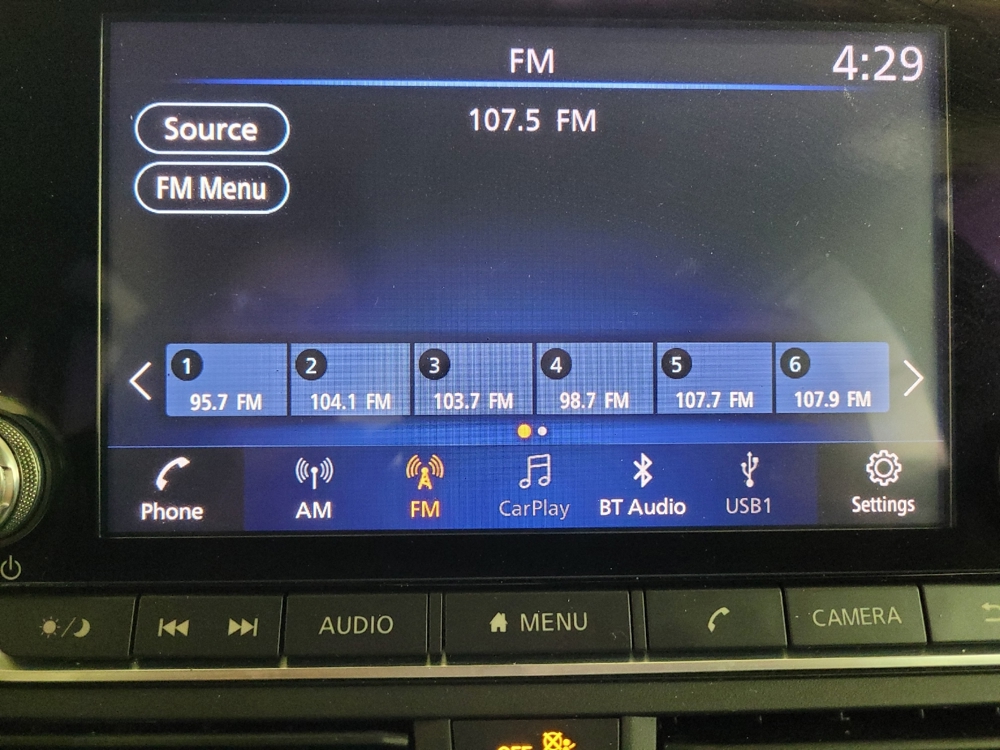 FM
4:29
107.5 FM
Source
FM Menu
1
2
3
4
5
6
95.7 FM
104.1 FM
103.7 FM
98.7 FM
107.7 FM
107.9 FM
Phone
AM
FM
CarPlay
BT Audio
USB1
Settings
AUDIO
MENU
CAMERA
OFF